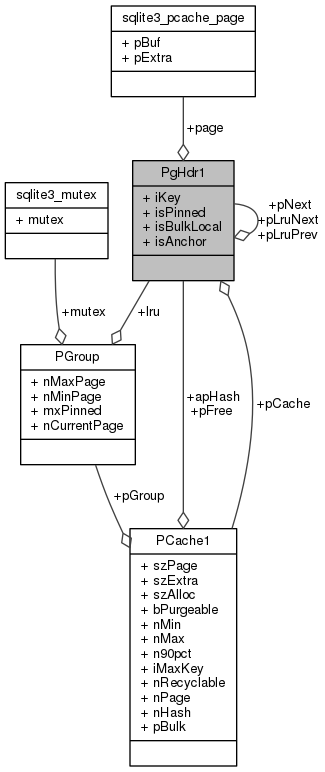 sqlite3_pcache_page
+ pBuf
+ pExtra
+page
PgHdr1
+ iKey
+ isPinned
+ isBulkLocal
+ isAnchor
+pNext
+pLruNext
+pLruPrev
sqlite3_mutex
+ mutex
+mutex
+lru
PGroup
+ nMaxPage
+ nMinPage
+ mxPinned
+ nCurrentPage
+apHash
+pFree
+pCache
+pGroup
PCache1
+ szPage
+ szExtra
+ szAlloc
+ bPurgeable
+ nMin
+ nMax
+ n90pct
+ iMaxKey
+ nRecyclable
+ nPage
+ nHash
+ pBulk